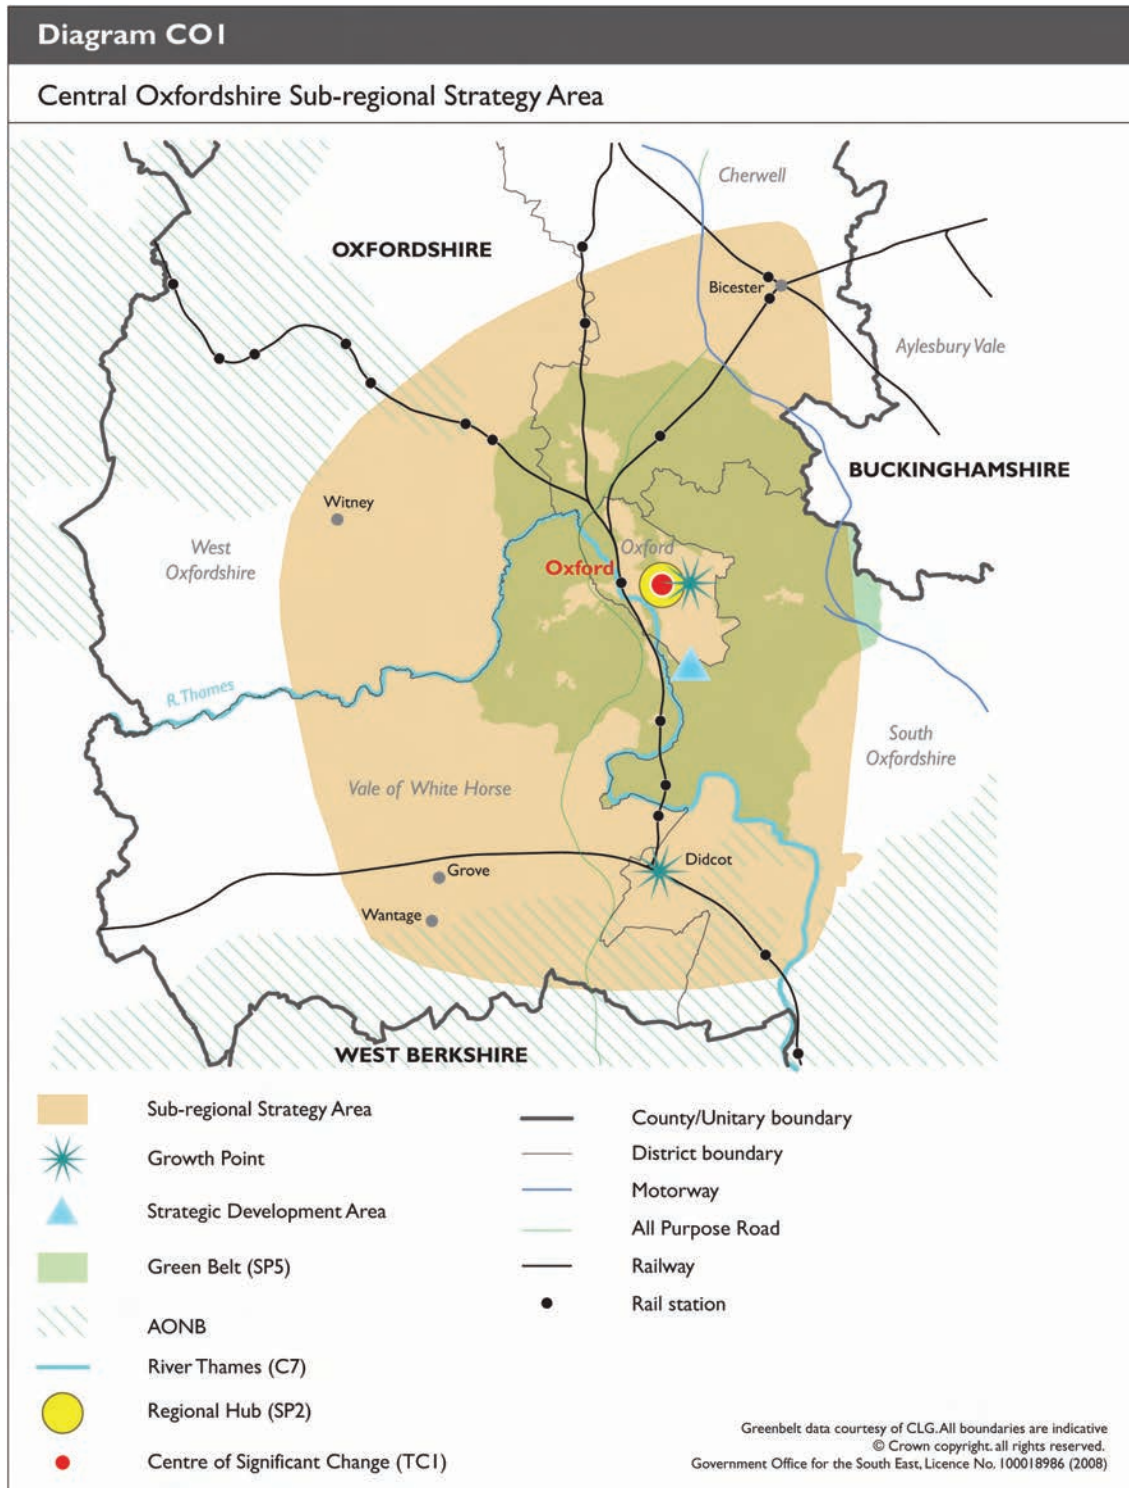 Diagram CO1
Central Oxfordshire Sub-regional Strategy Area
Cherwell
OXFORDSHIRE
Bicester
Aylesbury Vale
BUCKINGHAMSHIRE
Witney
West
Oxfordshire
Oxford
Oxford
R. Thames
South
Oxfordshire
Vale of White Horse
Didcot
Grove
Wantage
WEST BERKSHIRE
Sub-regional Strategy Area
Growth Point
Strategic Development Area
Green Belt (SP5)
AONB
River Thames (C7)
Regional Hub (SP2)
Centre of Significant Change (TC1)
County/Unitary boundary
District boundary
Motorway
All Purpose Road
Railway
Rail station
Greenbelt data courtesy of CLG. All boundaries are indicative
© Crown copyright. all rights reserved.
Government Office for the South East, Licence No. 100018986 (2008)